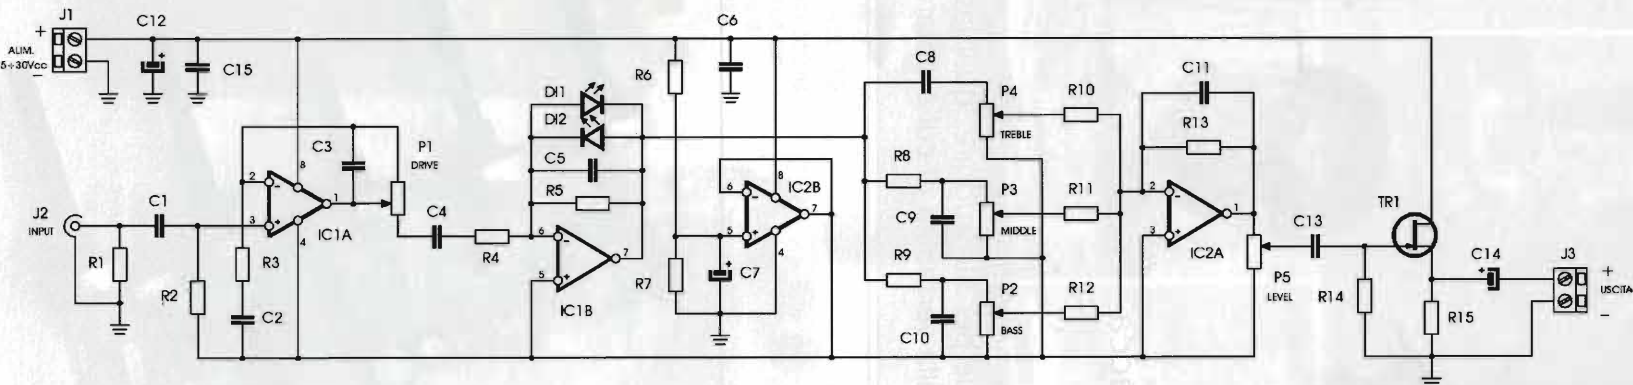 J1
+
ALIM.
5÷30Vcc
−
C12
+
C15
J2
INPUT
C1
R1
R2
R3
C2
C3
2
−
3
+
8
1
4
IC1A
P1
DRIVE
C4
R4
DI1
DI2
C5
R5
6
−
5
+
7
IC1B
R6
R7
C6
C7
+
6
−
5
+
8
7
4
IC2B
C8
R8
C9
R9
C10
P4
TREBLE
P3
MIDDLE
P2
BASS
R10
R11
R12
C11
R13
2
−
3
+
1
IC2A
P5
LEVEL
C13
R14
TR1
R15
C14
+
J3
+
USCITA
−